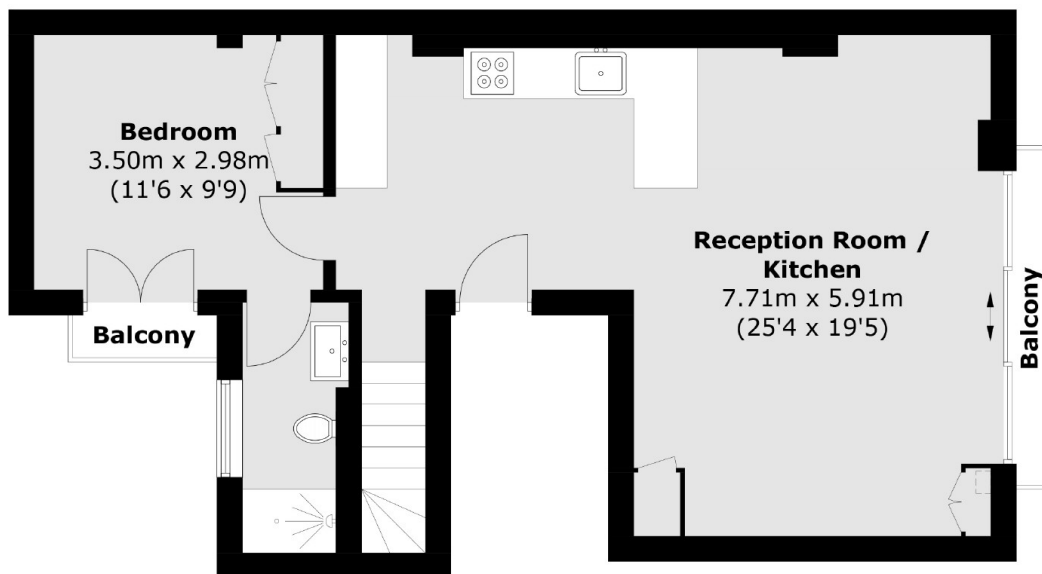 Bedroom
3.50m x 2.98m
(11'6 x 9'9)
Balcony
Reception Room /
Kitchen
7.71m x 5.91m
(25'4 x 19'5)
Balcony